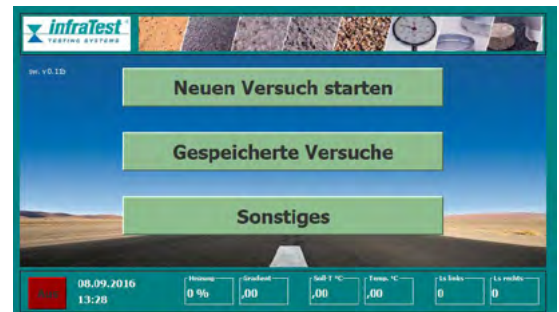 infraTest
TESTING SYSTEMS
sw. v0.11b
Neuen Versuch starten
Gespeicherte Versuche
Sonstiges
08.09.2016
13:28
Heizung
0 %
Gradient
,00
Soll-T °C
,00
Temp. °C
,00
Ls links
0
Ls rechts
0